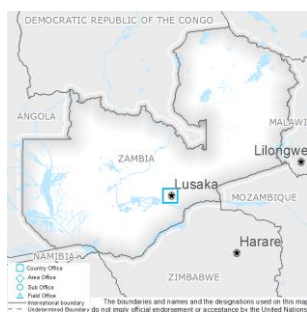 DEMOCRATIC REPUBLIC OF THE CONGO
ANGOLA
MALAWI
ZAMBIA
Lilongwe
Lusaka
MOZAMBIQUE
Harare
NAMIBIA
ZIMBABWE
Country Office
Area Office
Sub Office
Field Office
International boundary
Undetermined Boundary
The boundaries and names and the designations used on this map
do not imply official endorsement or acceptance by the United Nations